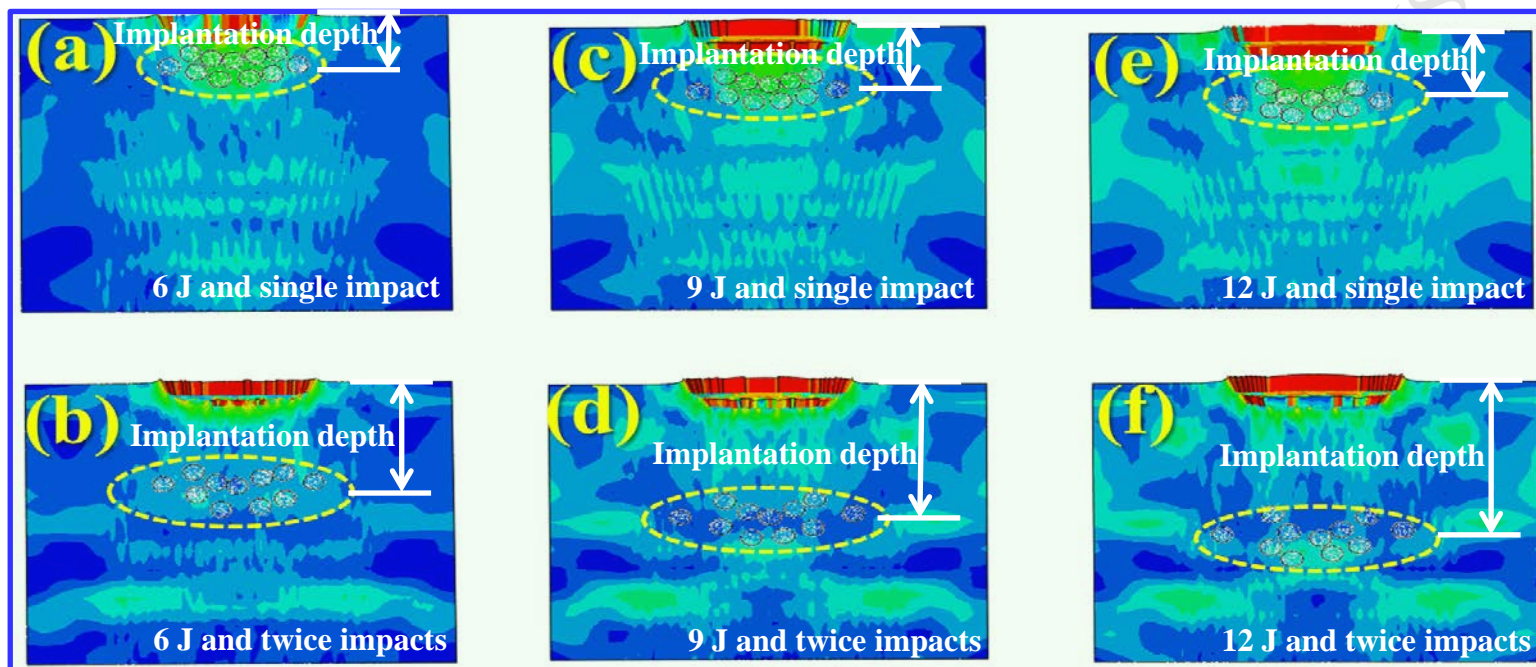 (a)
Implantation depth
6 J and single impact
(c)
Implantation depth
9 J and single impact
(e)
Implantation depth
12 J and single impact
(b)
Implantation depth
6 J and twice impacts
(d)
Implantation depth
9 J and twice impacts
(f)
Implantation depth
12 J and twice impacts